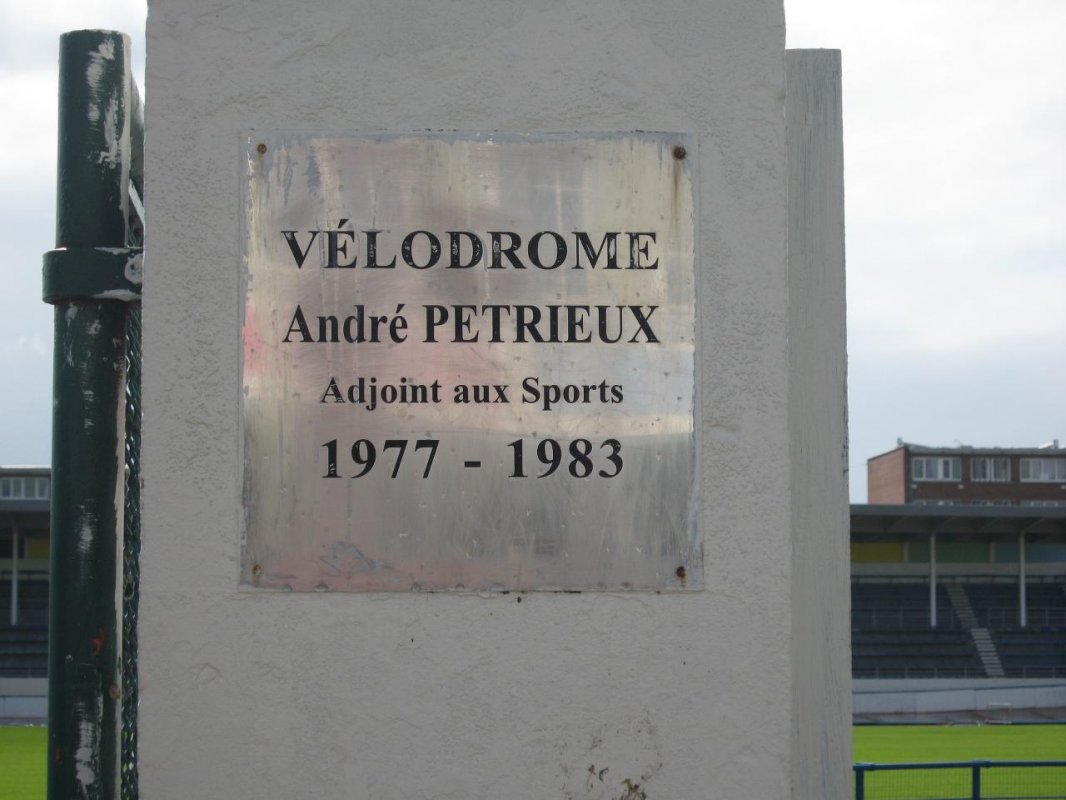 VÉLODROME
André PETRIEUX
Adjoint aux Sports
1977 - 1983